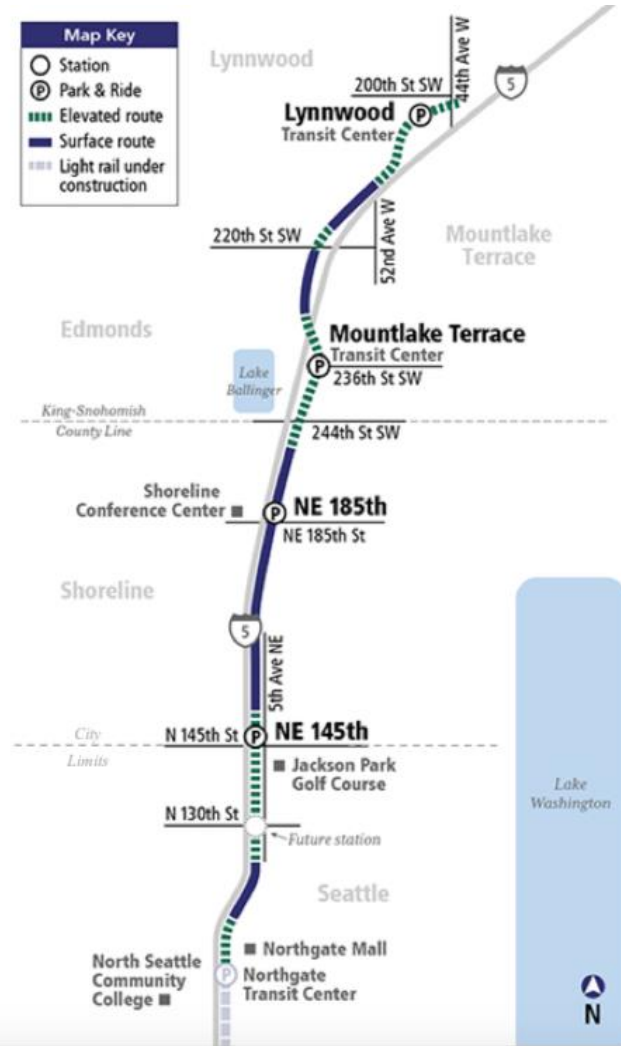 Map Key
Station
P Park & Ride
Elevated route
Surface route
Light rail under
construction
Lynnwood
44th Ave W
5
200th St SW
Lynnwood
P
Transit Center
220th St SW
52nd Ave W
Mountlake
Terrace
Edmonds
Mountlake Terrace
Transit Center
P
236th St SW
Lake
Ballinger
King-Snohomish
County Line
244th St SW
Shoreline
Conference Center
P
NE 185th
NE 185th St
Shoreline
5
5th Ave NE
City
Limits
N 145th St
P
NE 145th
Jackson Park
Golf Course
Lake
Washington
N 130th St
Future station
Seattle
Northgate Mall
North Seattle
Community
College
P
Northgate
Transit Center
N